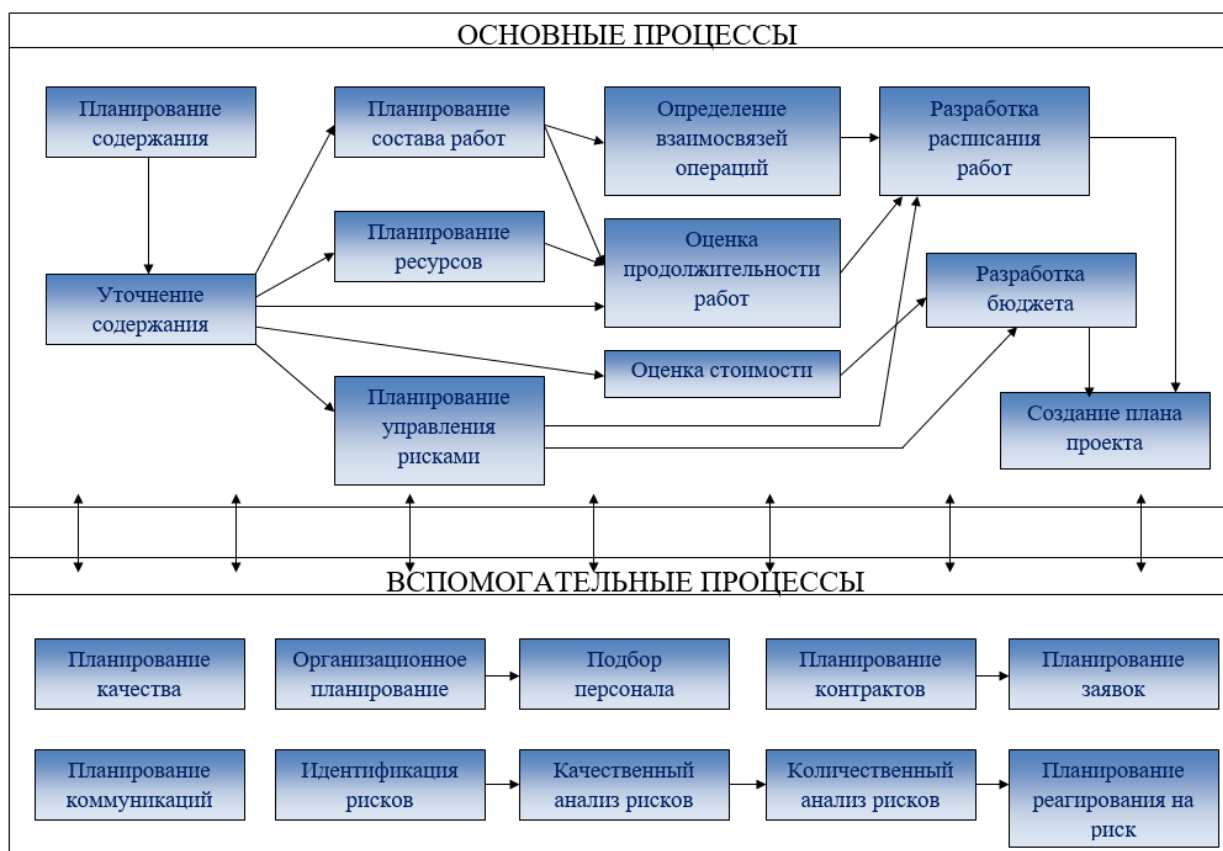 ОСНОВНЫЕ ПРОЦЕССЫ
Планирование
содержания
Планирование
состава работ
Определение
взаимосвязей
операций
Разработка
расписания
работ
Планирование
ресурсов
Оценка
продолжительности
работ
Разработка
бюджета
Уточнение
содержания
Оценка стоимости
Планирование
управления
рисками
Создание плана
проекта
ВСПОМОГАТЕЛЬНЫЕ ПРОЦЕССЫ
Планирование
качества
Организационное
планирование
Подбор
персонала
Планирование
контрактов
Планирование
заявок
Планирование
коммуникаций
Идентификация
рисков
Качественный
анализ рисков
Количественный
анализ рисков
Планирование
реагирования на
риск